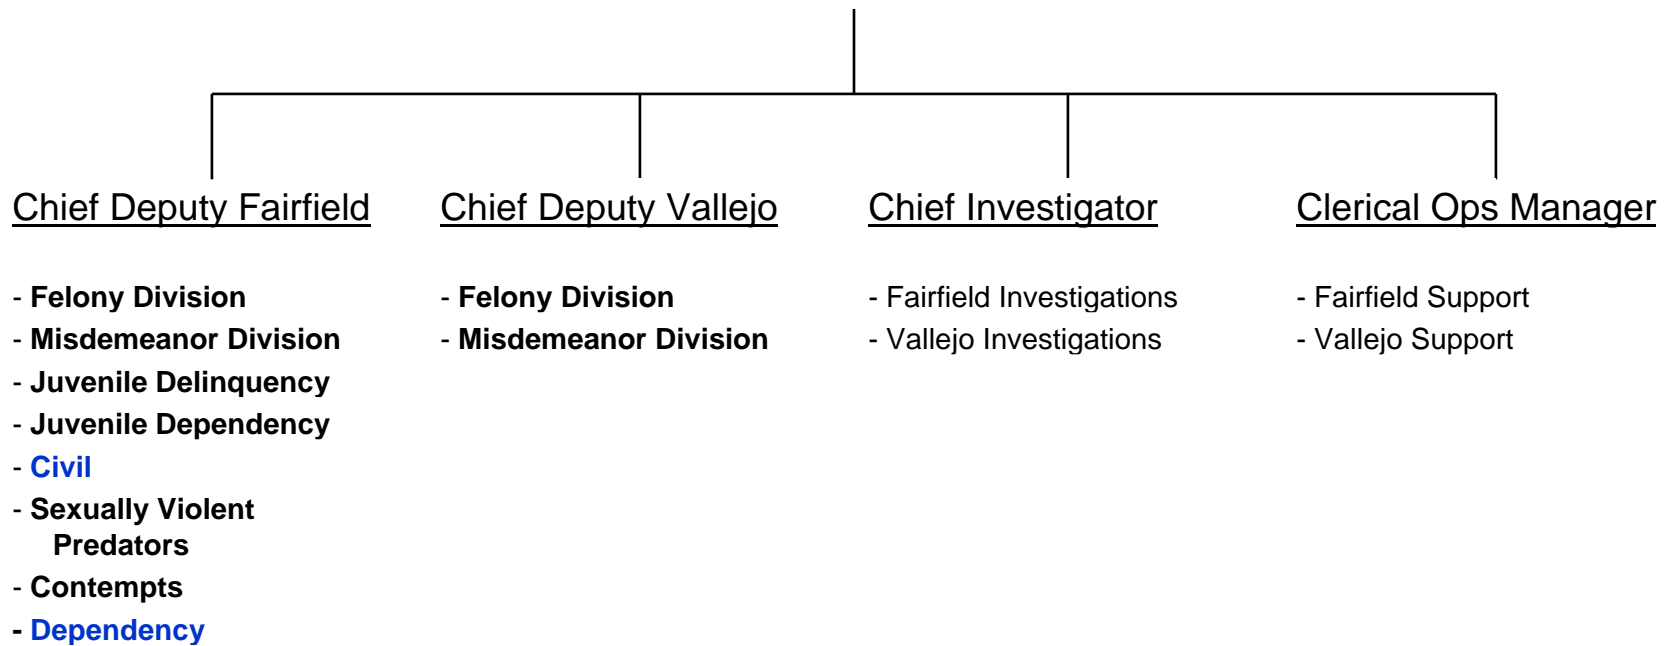 Chief Deputy Fairfield
- Felony Division
- Misdemeanor Division
- Juvenile Delinquency
- Juvenile Dependency
- Civil
- Sexually Violent
Predators
- Contempts
- Dependency
Chief Deputy Vallejo
- Felony Division
- Misdemeanor Division
Chief Investigator
- Fairfield Investigations
- Vallejo Investigations
Clerical Ops Manager
- Fairfield Support
- Vallejo Support